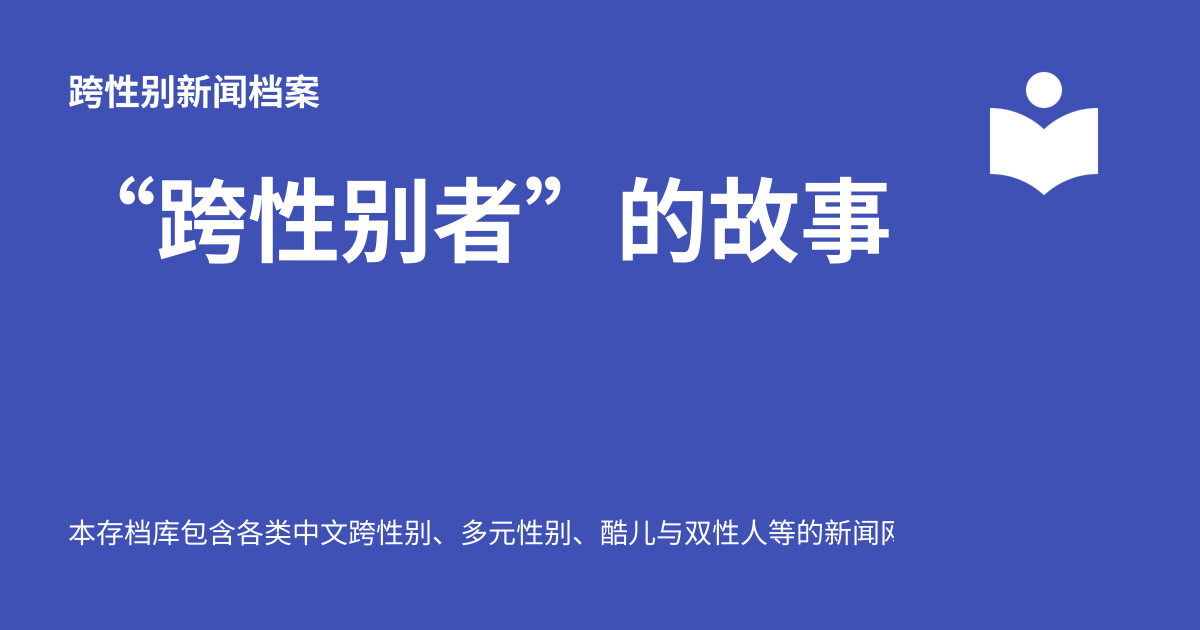 跨性别新闻档案
“跨性别者”的故事
本存档库包含各类中文跨性别、多元性别、酷儿与双性人等的新闻